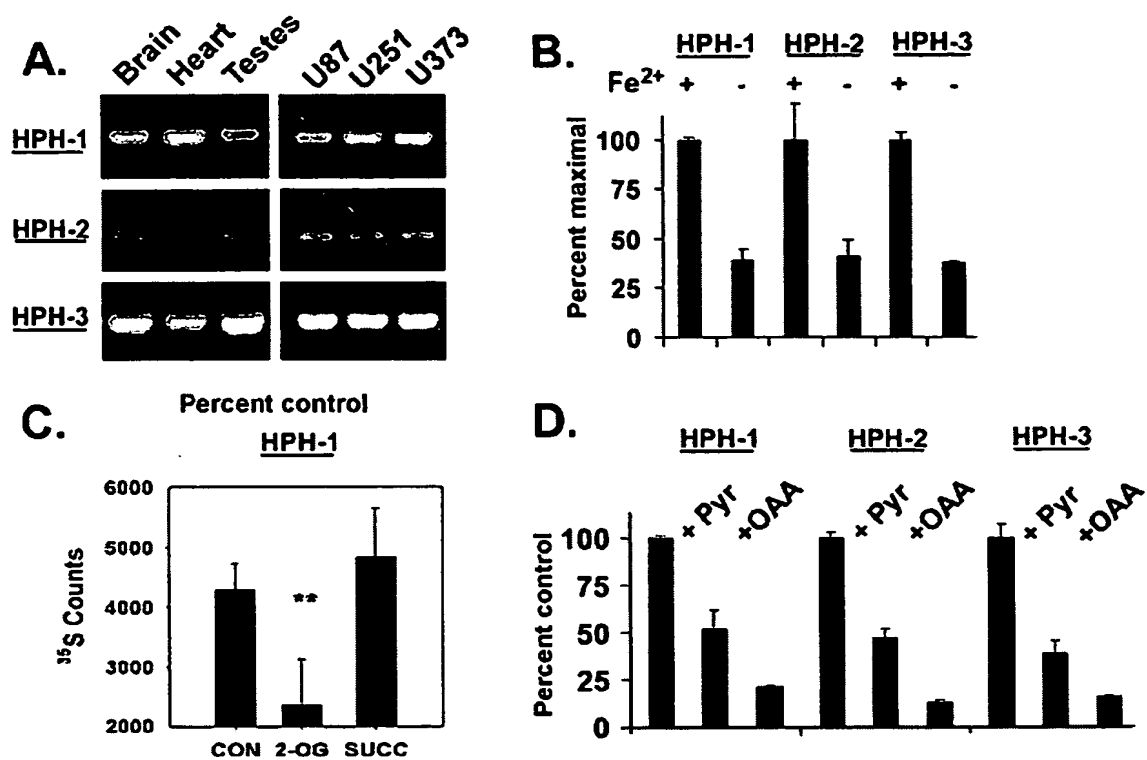 A.
Brain Heart Testes U87 U251 U373
HPH-1
HPH-2
HPH-3
B.
HPH-1 HPH-2 HPH-3
Fe2+ + - + - + -
Percent maximal
100
75
50
25
0
C.
Percent control
HPH-1
35S Counts
6000
5000
4000
3000
2000
**
CON 2-OG SUCC
D.
HPH-1 HPH-2 HPH-3
+ Pyr +OAA + Pyr +OAA + Pyr +OAA
Percent control
100
75
50
25
0